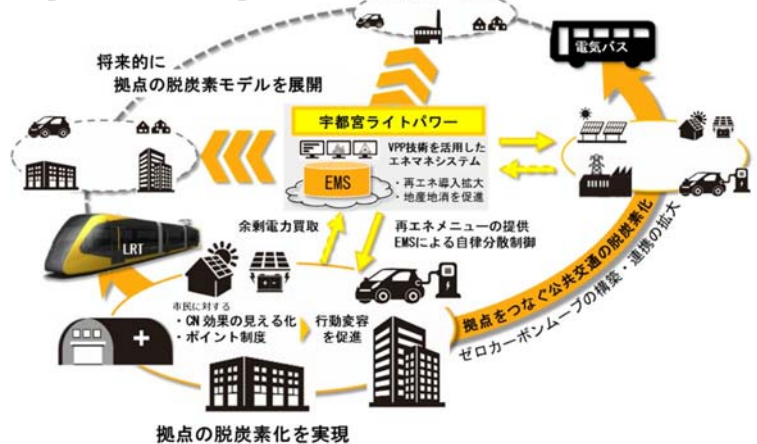 電気バス
将来的に
拠点の脱炭素モデルを展開
宇都宮ライトパワー
VPP技術を活用した
エネマネシステム
EMS
・再エネ導入拡大
・地産地消を促進
余剰電力買取
再エネメニューの提供
EMSによる自律分散制御
LRT
市民に対する
・CN効果の見える化
・ポイント制度
行動変容
を促進
拠点をつなぐ公共交通の脱炭素化
ゼロカーボンムーブの構築・連携の拡大
拠点の脱炭素化を実現